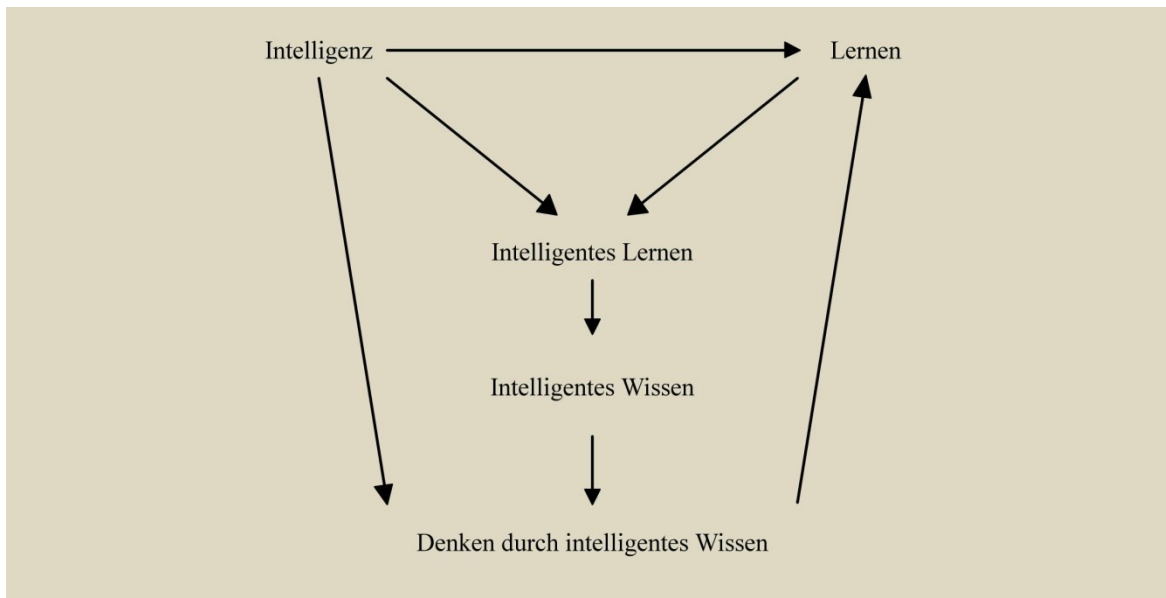 Intelligenz
Lernen
Intelligentes Lernen
Intelligentes Wissen
Denken durch intelligentes Wissen